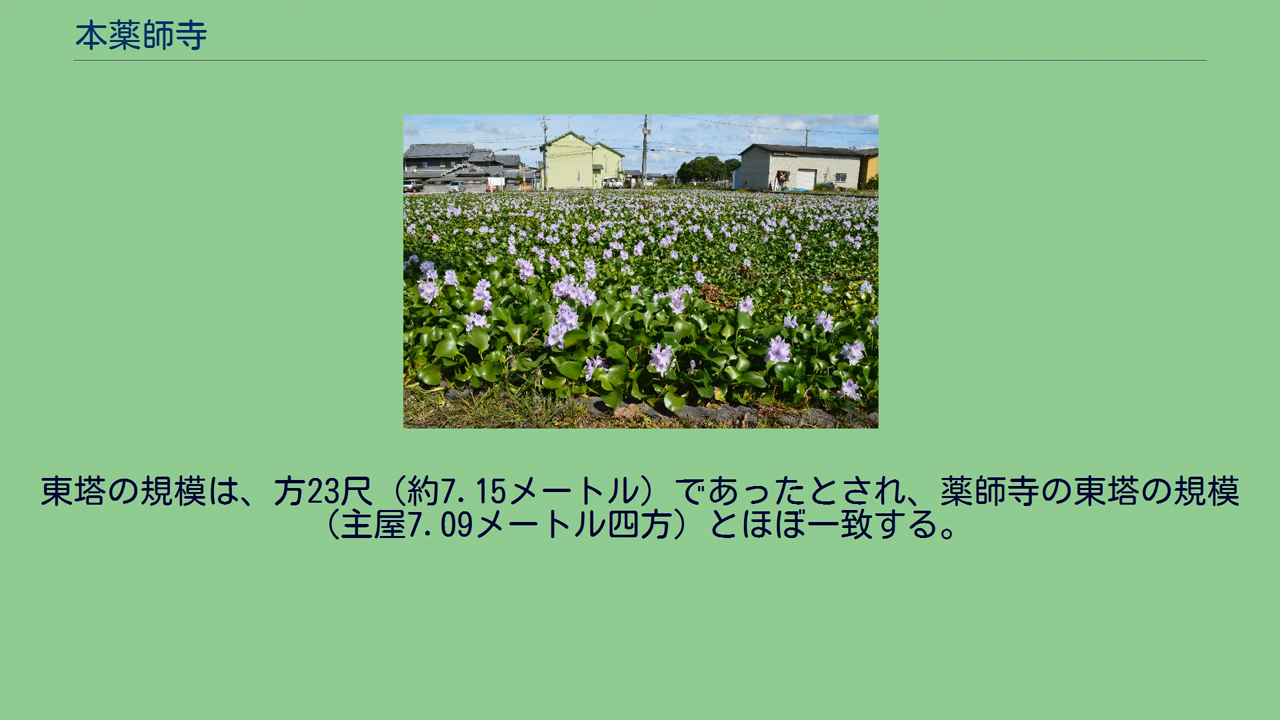 本薬師寺
東塔の規模は、方23尺（約7.15メートル）であったとされ、薬師寺の東塔の規模
（主屋7.09メートル四方）とほぼ一致する。